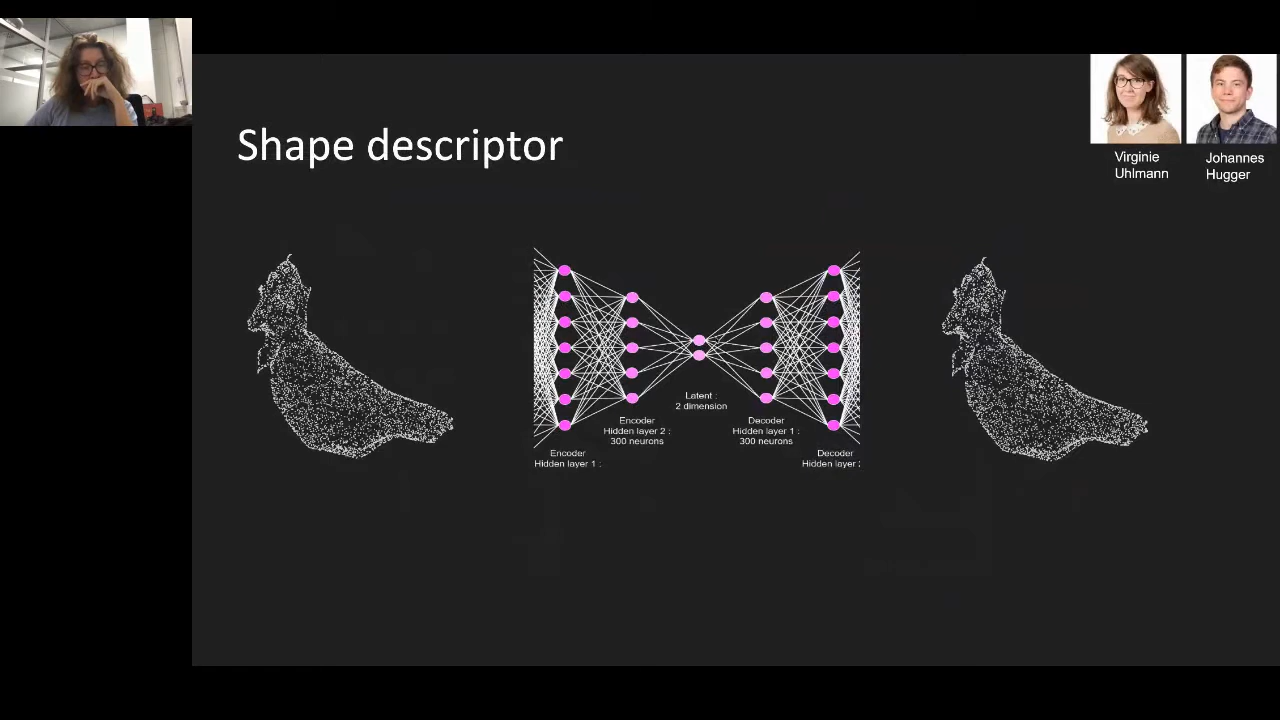 Shape descriptor
Virginie
Uhlmann
Johannes
Hugger
Latent :
2 dimension
Encoder
Hidden layer 2 :
300 neurons
Decoder
Hidden layer 1 :
300 neurons
Encoder
Hidden layer 1 :
Decoder
Hidden layer